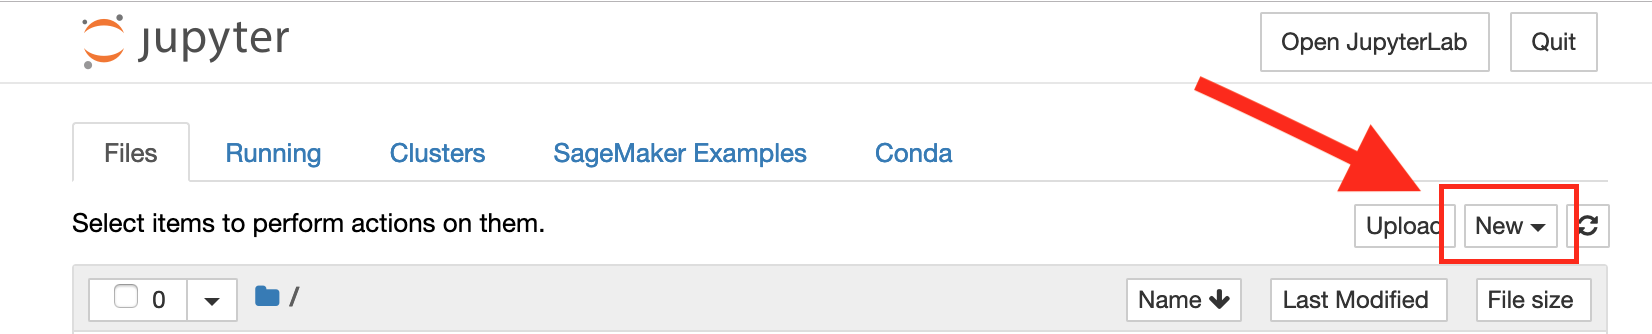 jupyter
Open JupyterLab Quit
Files Running Clusters SageMaker Examples Conda
Select items to perform actions on them.
Upload New
0 / Name Last Modified File size